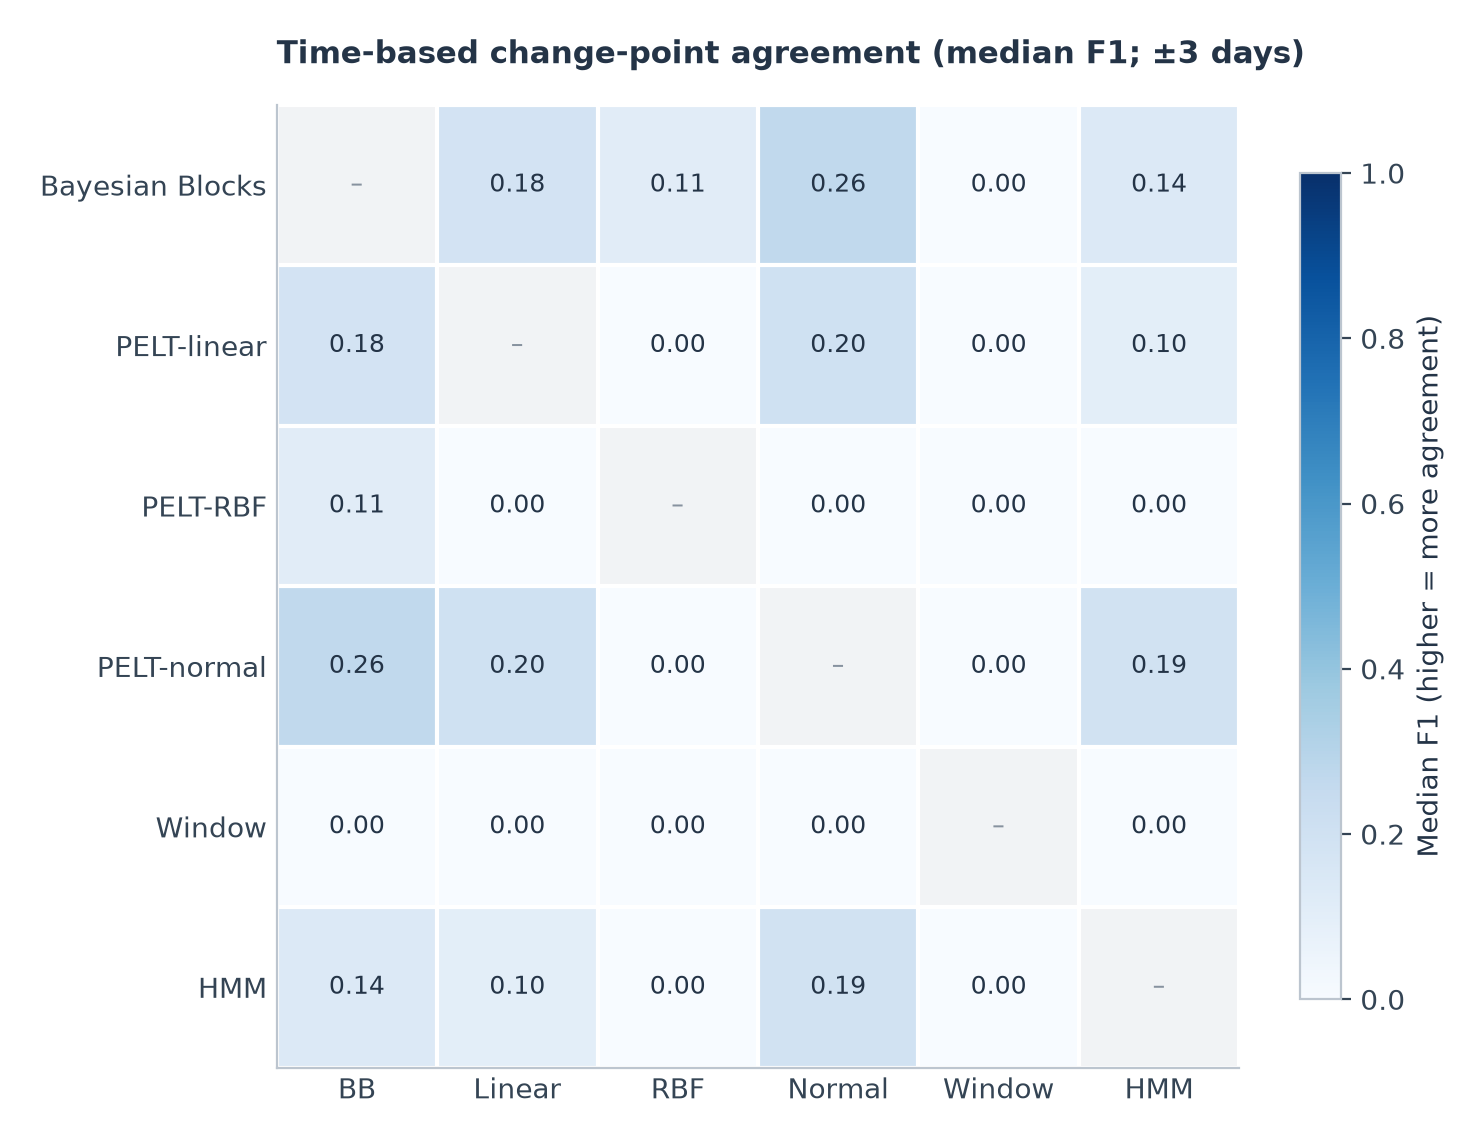 Time-based change-point agreement (median F1; ±3 days)
Bayesian Blocks – 0.18 0.11 0.26 0.00 0.14
PELT-linear 0.18 – 0.00 0.20 0.00 0.10
PELT-RBF 0.11 0.00 – 0.00 0.00 0.00
PELT-normal 0.26 0.20 0.00 – 0.00 0.19
Window 0.00 0.00 0.00 0.00 – 0.00
HMM 0.14 0.10 0.00 0.19 0.00 –
BB Linear RBF Normal Window HMM
1.0
0.8
0.6
0.4
0.2
0.0
Median F1 (higher = more agreement)